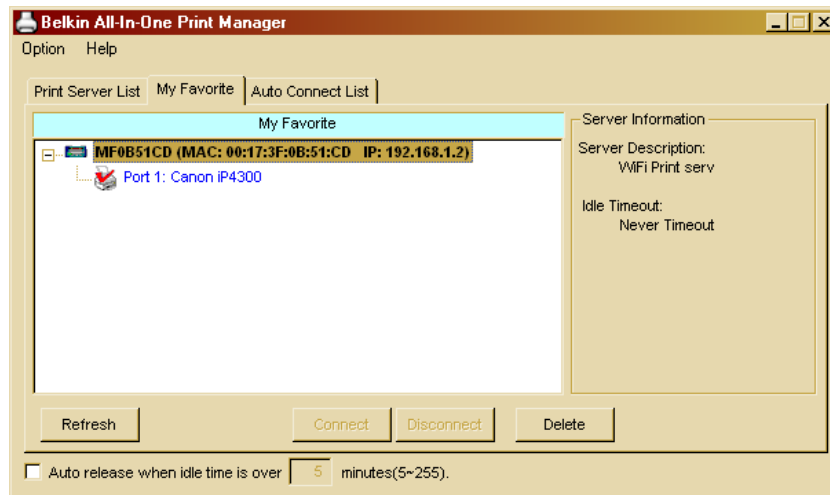 Belkin All-In-One Print Manager
Option Help
Print Server List My Favorite Auto Connect List
My Favorite
MF0B51CD (MAC: 00:17:3F:0B:51:CD IP: 192.168.1.2)
Port 1: Canon iP4300
Server Information
Server Description:
WiFi Print serv
Idle Timeout:
Never Timeout
Refresh Connect Disconnect Delete
Auto release when idle time is over 5 minutes(5~255).